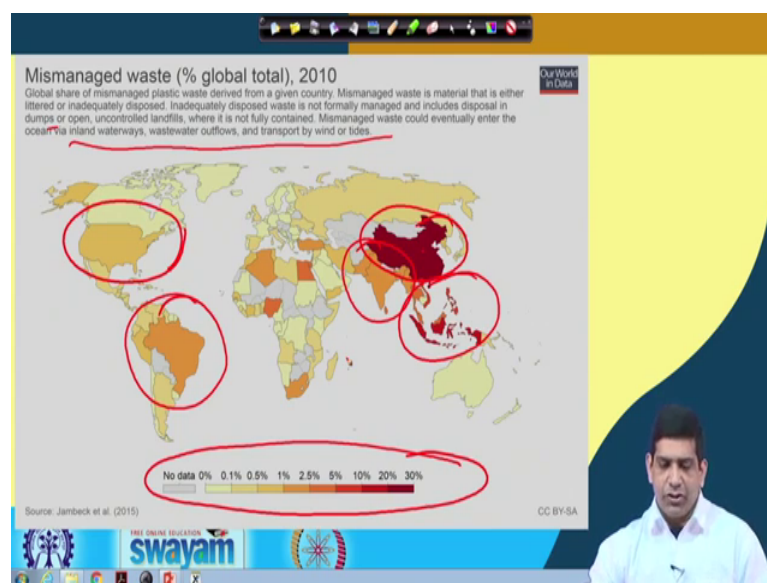 Mismanaged waste (% global total), 2010
Our World
in Data
Global share of mismanaged plastic waste derived from a given country. Mismanaged waste is material that is either
littered or inadequately disposed. Inadequately disposed waste is not formally managed and includes disposal in
dumps or open, uncontrolled landfills, where it is not fully contained. Mismanaged waste could eventually enter the
ocean via inland waterways, wastewater outflows, and transport by wind or tides.
No data 0% 0.1% 0.5% 1% 2.5% 5% 10% 20% 30%
Source: Jambeck et al. (2015)
CC BY-SA
FREE ONLINE EDUCATION
swayam